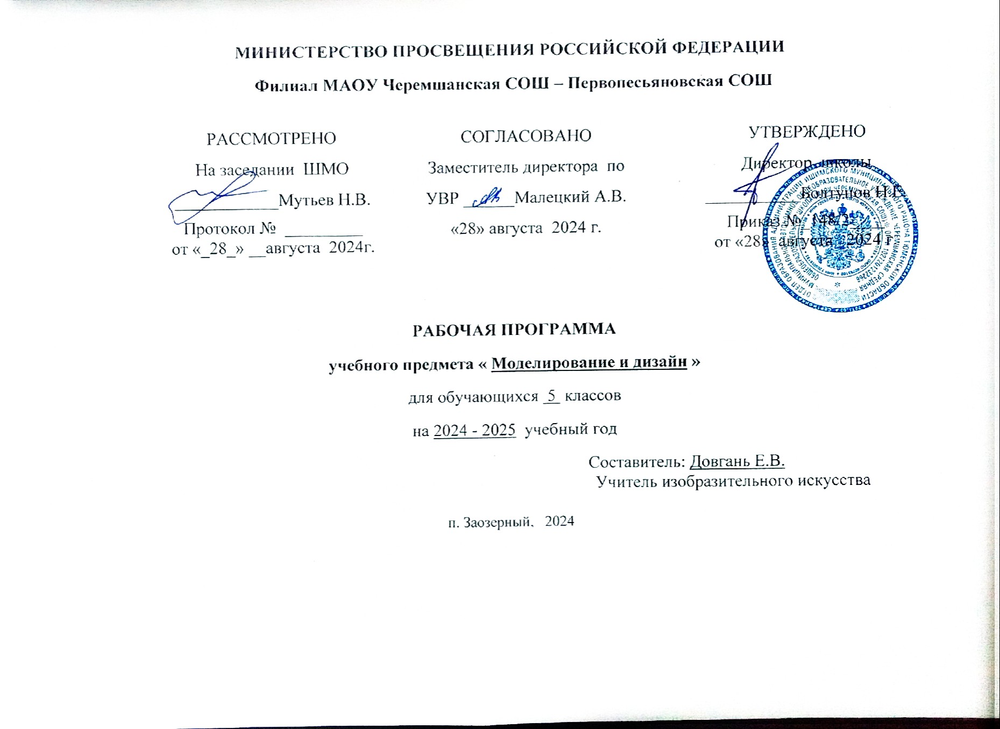 МИНИСТЕРСТВО ПРОСВЕЩЕНИЯ РОССИЙСКОЙ ФЕДЕРАЦИИ
Филиал МАОУ Черемшанская СОШ – Первопесьяновская СОШ
РАССМОТРЕНО
На заседании ШМО
____________Мутьев Н.В.
Протокол № _________
от «_28_» __августа 2024г.
СОГЛАСОВАНО
Заместитель директора по
УВР ______Малецкий А.В.
«28» августа 2024 г.
УТВЕРЖДЕНО
Директор школы
___________ Болтунов Н.Г.
Приказ № 148/2
от «28» августа 2024 г
РАБОЧАЯ ПРОГРАММА
учебного предмета « Моделирование и дизайн »
для обучающихся 5 классов
на 2024 - 2025 учебный год
Составитель: Довгань Е.В.
Учитель изобразительного искусства
п. Заозерный, 2024